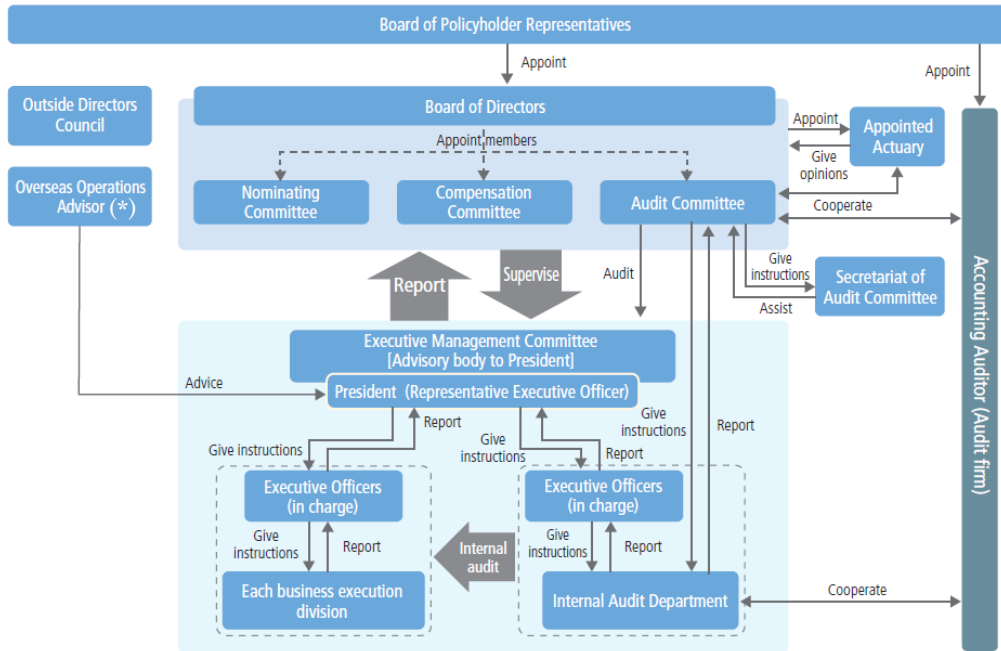 Board of Policyholder Representatives
Appoint
Appoint
Outside Directors
Council
Board of Directors
Appoint
Appointed
Actuary
Appoint members
Give
opinions
Overseas Operations
Advisor (*)
Nominating
Committee
Compensation
Committee
Audit Committee
Cooperate
Report
Supervise
Audit
Give
instructions
Assist
Secretariat of
Audit Committee
Accounting Auditor (Audit firm)
Executive Management Committee
[Advisory body to President]
Advice
President (Representative Executive Officer)
Give instructions
Report
Give
instructions
Report
Give
instructions
Report
Executive Officers
(in charge)
Executive Officers
(in charge)
Give
instructions
Report
Internal
audit
Give
instructions
Report
Each business execution
division
Internal Audit Department
Cooperate